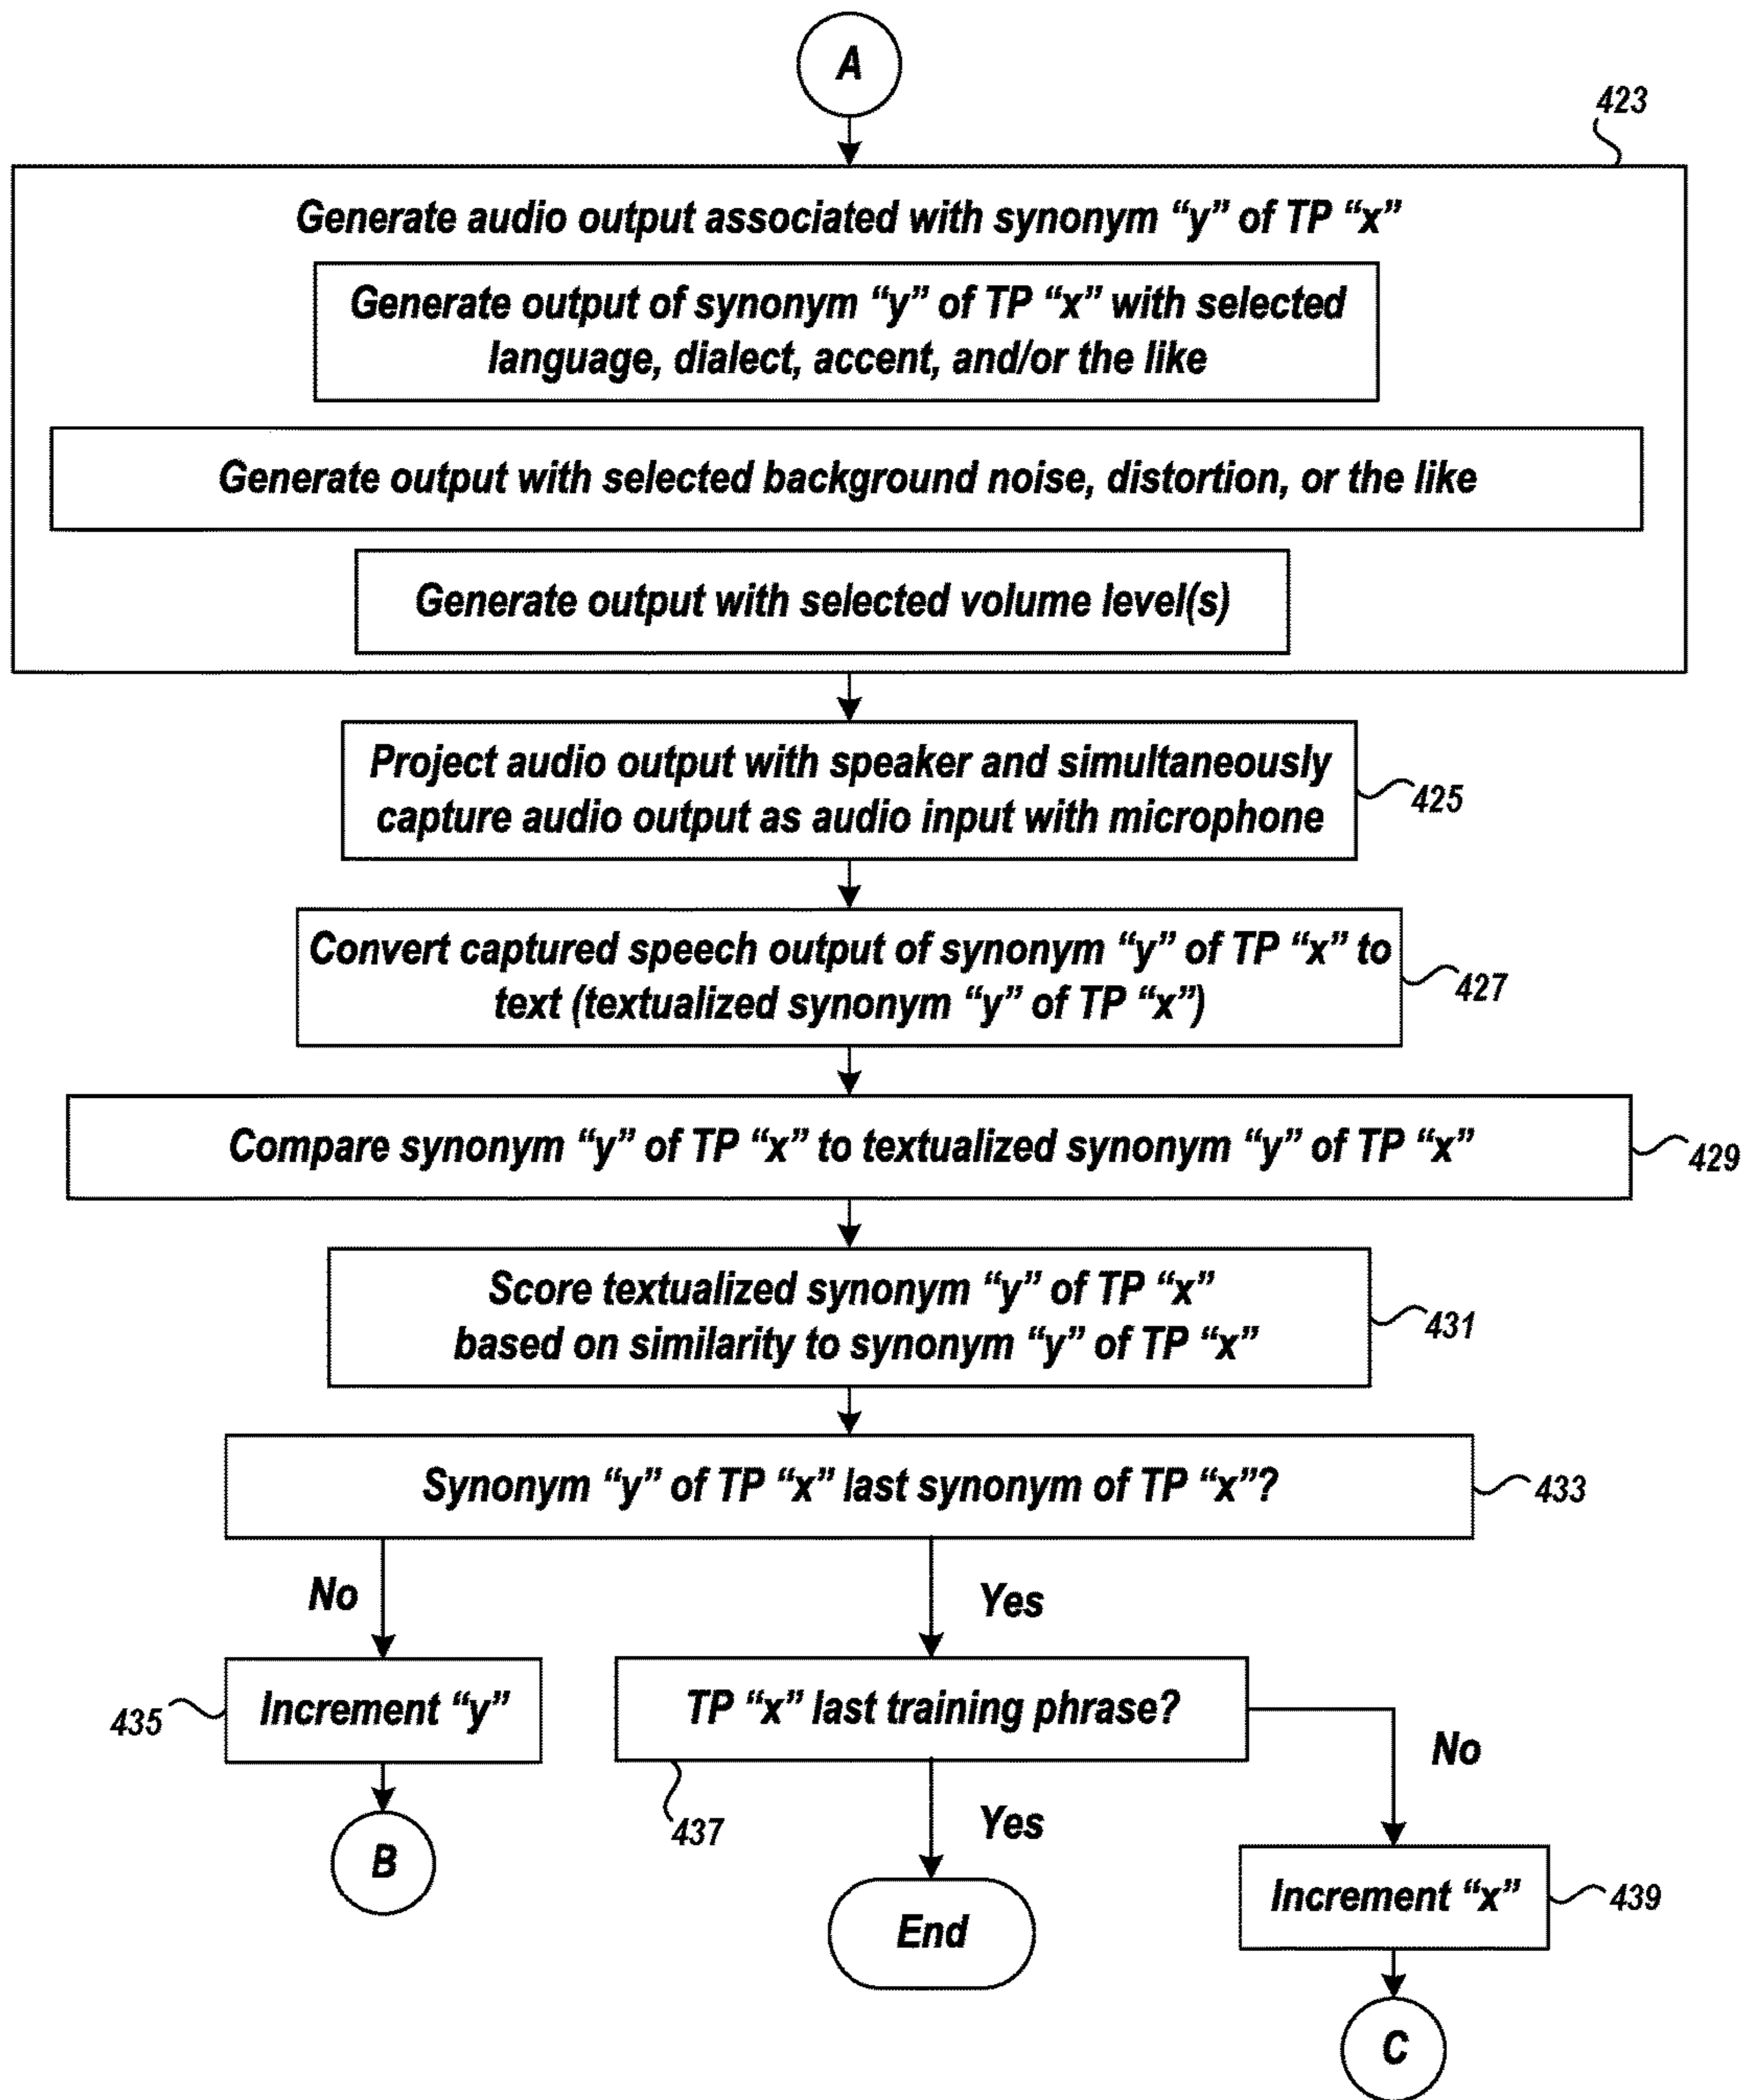 A
423
Generate audio output associated with synonym “y” of TP “x”
Generate output of synonym “y” of TP “x” with selected
language, dialect, accent, and/or the like
Generate output with selected background noise, distortion, or the like
Generate output with selected volume level(s)
Project audio output with speaker and simultaneously
capture audio output as audio input with microphone
425
Convert captured speech output of synonym “y” of TP “x” to
text (textualized synonym “y” of TP “x”)
427
Compare synonym “y” of TP “x” to textualized synonym “y” of TP “x”
429
Score textualized synonym “y” of TP “x”
based on similarity to synonym “y” of TP “x”
431
Synonym “y” of TP “x” last synonym of TP “x”?
433
No
Yes
435
Increment “y”
TP “x” last training phrase?
No
437
Yes
B
End
Increment “x”
439
C